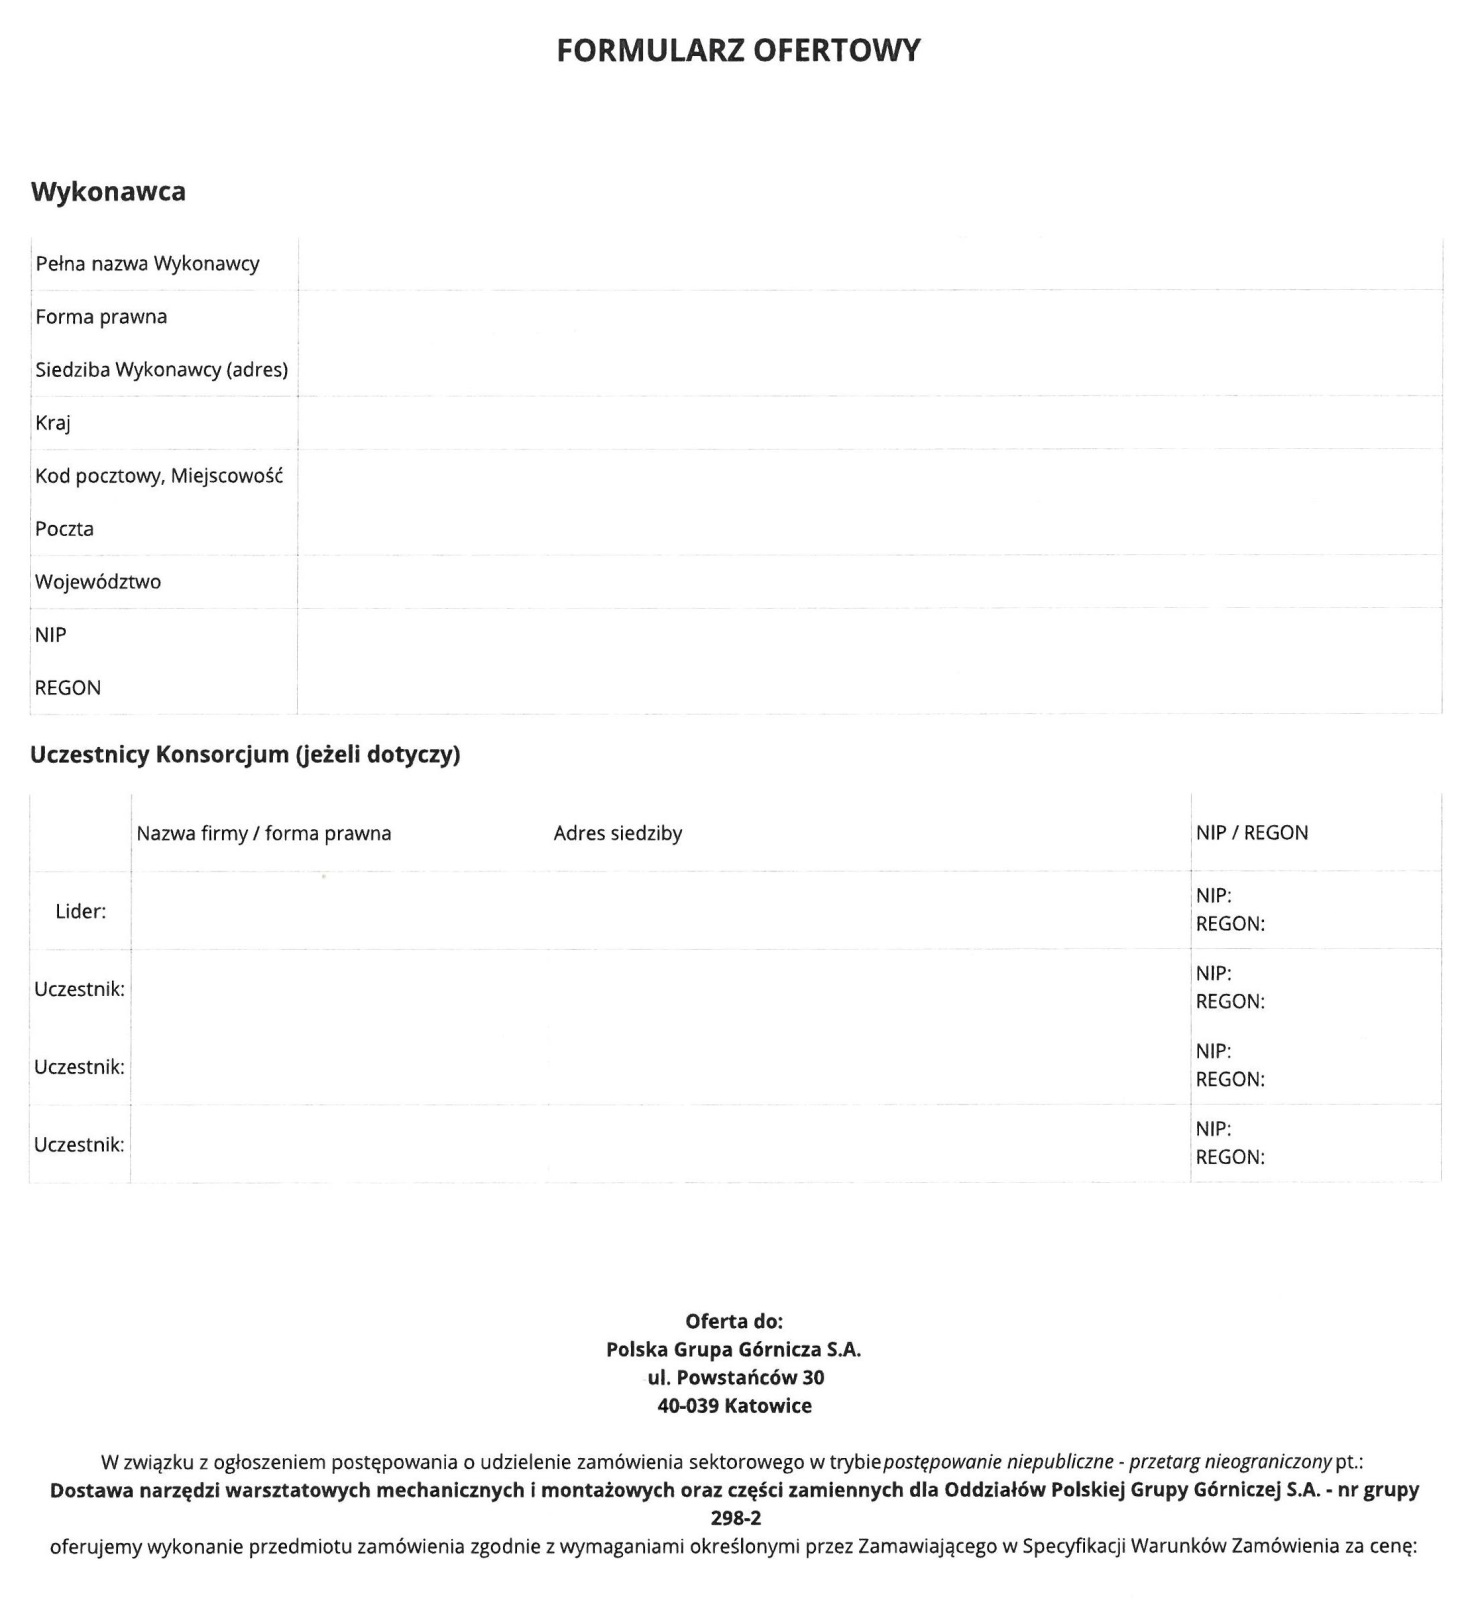 FORMULARZ OFERTOWY
Wykonawca
Pełna nazwa Wykonawcy
Forma prawna
Siedziba Wykonawcy (adres)
Kraj
Kod pocztowy, Miejscowość
Poczta
Województwo
NIP
REGON
Uczestnicy Konsorcjum (jeżeli dotyczy)
Nazwa firmy / forma prawna Adres siedziby NIP / REGON
Lider: NIP:
REGON:
Uczestnik: NIP:
REGON:
Uczestnik: NIP:
REGON:
Uczestnik: NIP:
REGON:
Oferta do:
Polska Grupa Górnicza S.A.
ul. Powstańców 30
40-039 Katowice
W związku z ogłoszeniem postępowania o udzielenie zamówienia sektorowego w trybie postępowanie niepubliczne - przetarg nieograniczony pt.:
Dostawa narzędzi warsztatowych mechanicznych i montażowych oraz części zamiennych dla Oddziałów Polskiej Grupy Górniczej S.A. - nr grupy
298-2
oferujemy wykonanie przedmiotu zamówienia zgodnie z wymaganiami określonymi przez Zamawiającego w Specyfikacji Warunków Zamówienia za cenę: